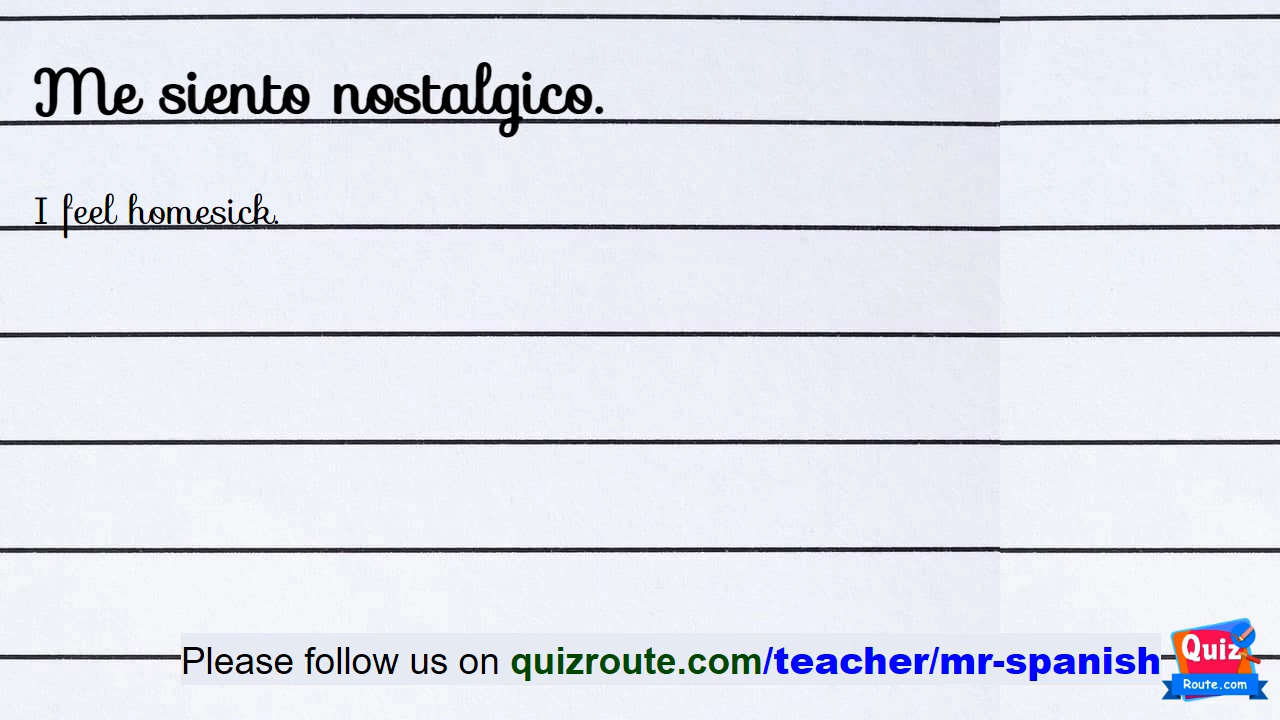 Me siento nostalgico.
I feel homesick.
Please follow us on quizroute.com/teacher/mr-spanish
Quiz
Route.com